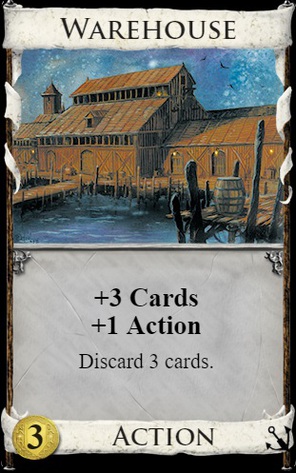 WAREHOUSE
+3 Cards
+1 Action
Discard 3 cards.
3
ACTION